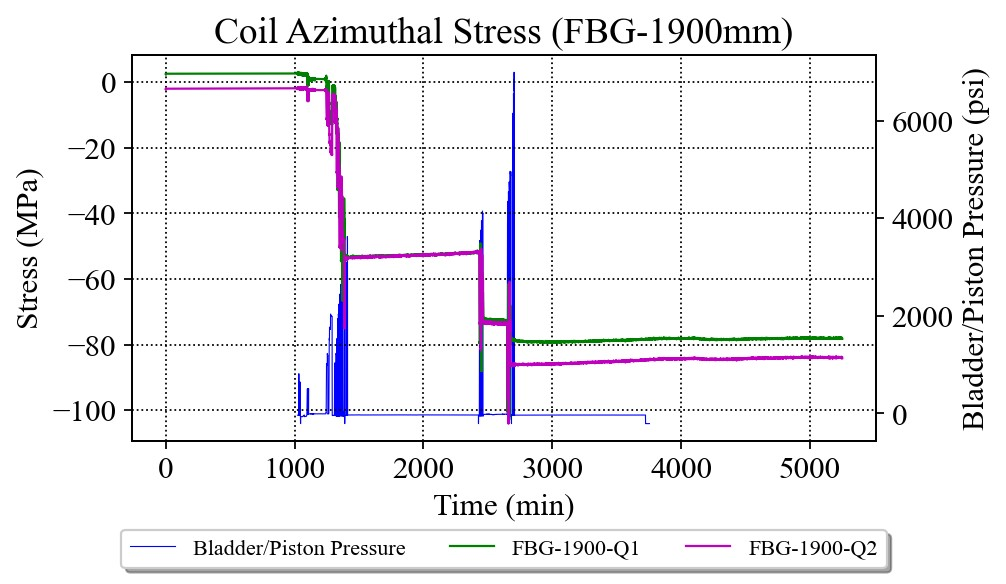 Coil Azimuthal Stress (FBG-1900mm)
0
−20
−40
−60
−80
−100
Stress (MPa)
6000
4000
2000
0
Bladder/Piston Pressure (psi)
0 1000 2000 3000 4000 5000
Time (min)
Bladder/Piston Pressure FBG-1900-Q1 FBG-1900-Q2